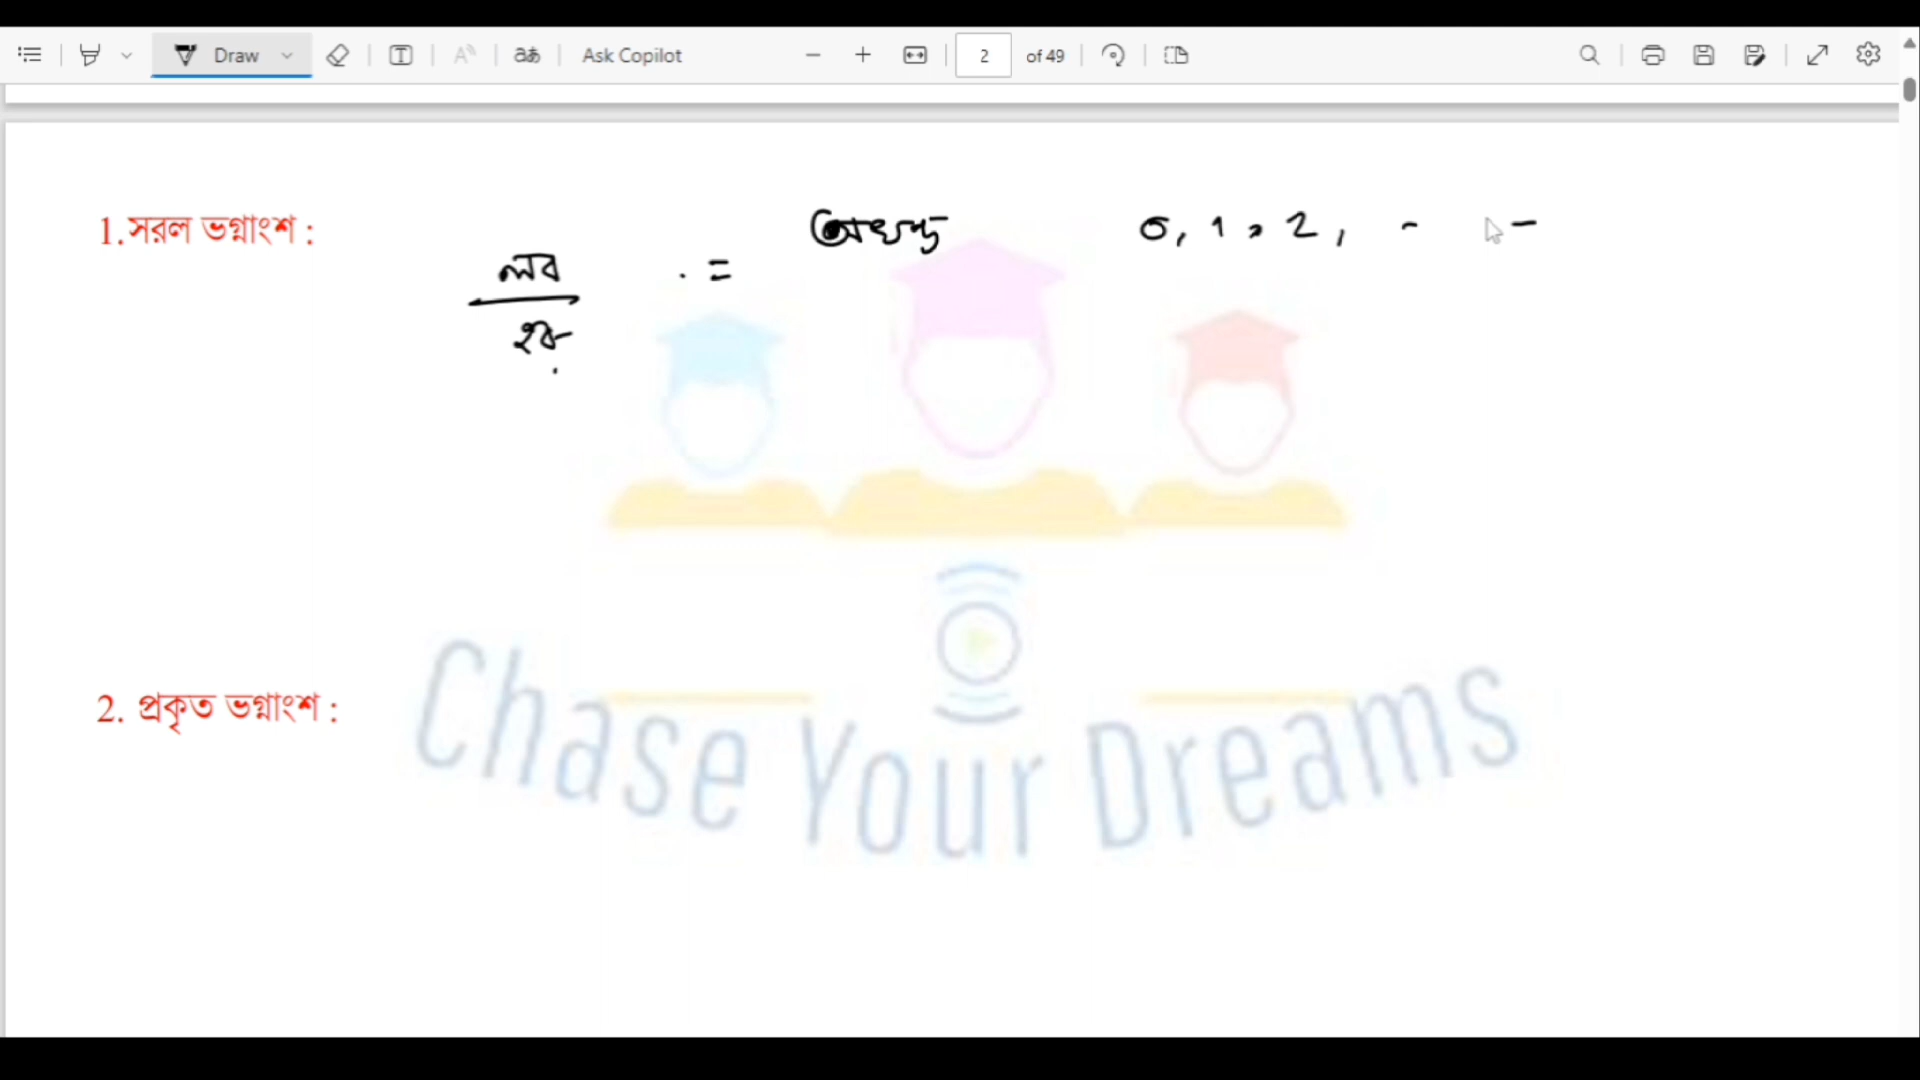 Draw Ask Copilot 2 of 49
1.সরল ভগ্নাংশ :
লব = অখণ্ড 0, 1, 2, - -
হর
2. প্রকৃত ভগ্নাংশ :
Chase Your Dreams